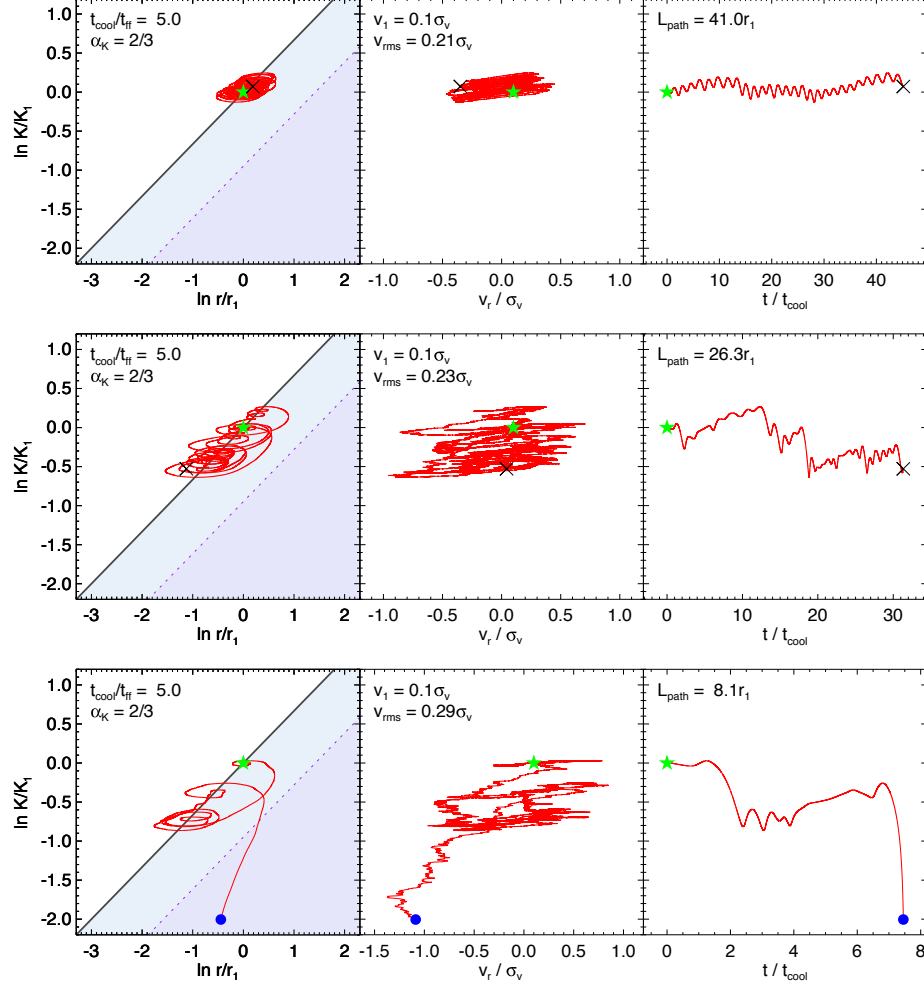 t_cool/t_ff = 5.0
α_K = 2/3
v_1 = 0.1σ_v
v_rms = 0.21σ_v
L_path = 41.0r_1
ln K/K_1
1.0
0.5
0.0
-0.5
-1.0
-1.5
-2.0
-3 -2 -1 0 1 2
-1.0 -0.5 0.0 0.5 1.0
0 10 20 30 40
ln r/r_1
v_r / σ_v
t / t_cool
t_cool/t_ff = 5.0
α_K = 2/3
v_1 = 0.1σ_v
v_rms = 0.23σ_v
L_path = 26.3r_1
ln K/K_1
1.0
0.5
0.0
-0.5
-1.0
-1.5
-2.0
-3 -2 -1 0 1 2
-1.0 -0.5 0.0 0.5 1.0
0 10 20 30
ln r/r_1
v_r / σ_v
t / t_cool
t_cool/t_ff = 5.0
α_K = 2/3
v_1 = 0.1σ_v
v_rms = 0.29σ_v
L_path = 8.1r_1
ln K/K_1
1.0
0.5
0.0
-0.5
-1.0
-1.5
-2.0
-3 -2 -1 0 1 2
-1.5 -1.0 -0.5 0.0 0.5 1.0
0 2 4 6 8
ln r/r_1
v_r / σ_v
t / t_cool